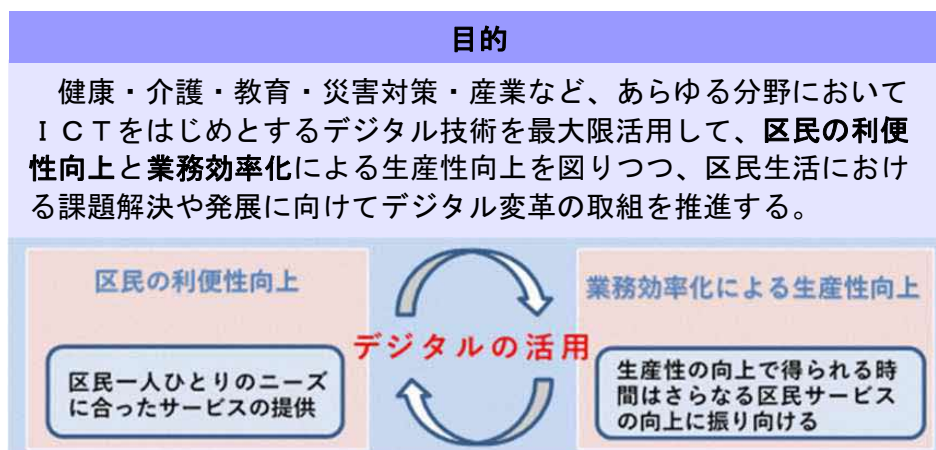 目的
　健康・介護・教育・災害対策・産業など、あらゆる分野において
ＩＣＴをはじめとするデジタル技術を最大限活用して、区民の利便
性向上と業務効率化による生産性向上を図りつつ、区民生活におけ
る課題解決や発展に向けてデジタル変革の取組を推進する。
区民の利便性向上
区民一人ひとりのニーズ
に合ったサービスの提供
デジタルの活用
業務効率化による生産性向上
生産性の向上で得られる時
間はさらなる区民サービス
の向上に振り向ける